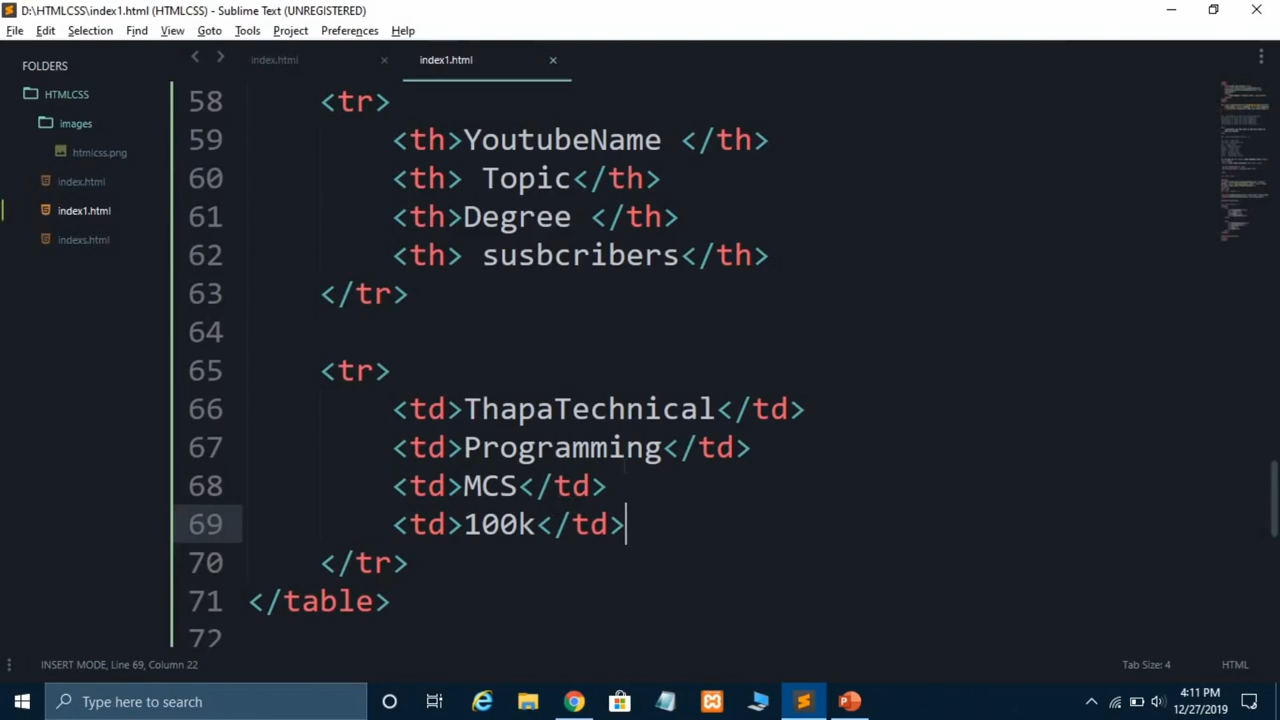 D:\HTMLCSS\index1.html (HTMLCSS) - Sublime Text (UNREGISTERED)
File Edit Selection Find View Goto Tools Project Preferences Help
FOLDERS
HTMLCSS
images
htmlcss.png
index.html
index1.html
indexs.html
index.html
index1.html
58 <tr>
59 <th>YoutubeName </th>
60 <th> Topic</th>
61 <th>Degree </th>
62 <th> susbcribers</th>
63 </tr>
64
65 <tr>
66 <td>ThapaTechnical</td>
67 <td>Programming</td>
68 <td>MCS</td>
69 <td>100k</td>
70 </tr>
71 </table>
72
INSERT MODE, Line 69, Column 22
Tab Size: 4
HTML
Type here to search
4:11 PM
12/27/2019